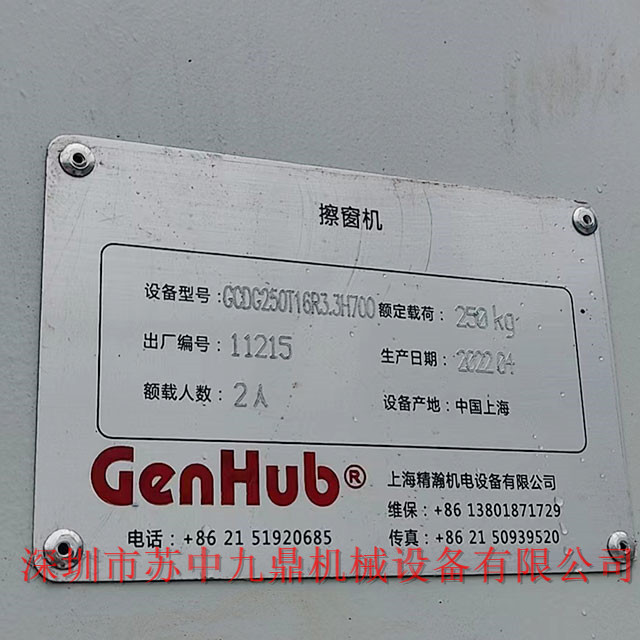 擦窗机
设备型号:GCDG250T16R3.3H700 额定载荷:250kg
出厂编号:11215 生产日期:2022.04
额载人数:2人 设备产地:中国上海
GenHub® 上海精瀚机电设备有限公司
维保:+86 13801871729
电话:+86 21 51920685 传真:+86 21 50939520
深圳市苏中九鼎机械设备有限公司